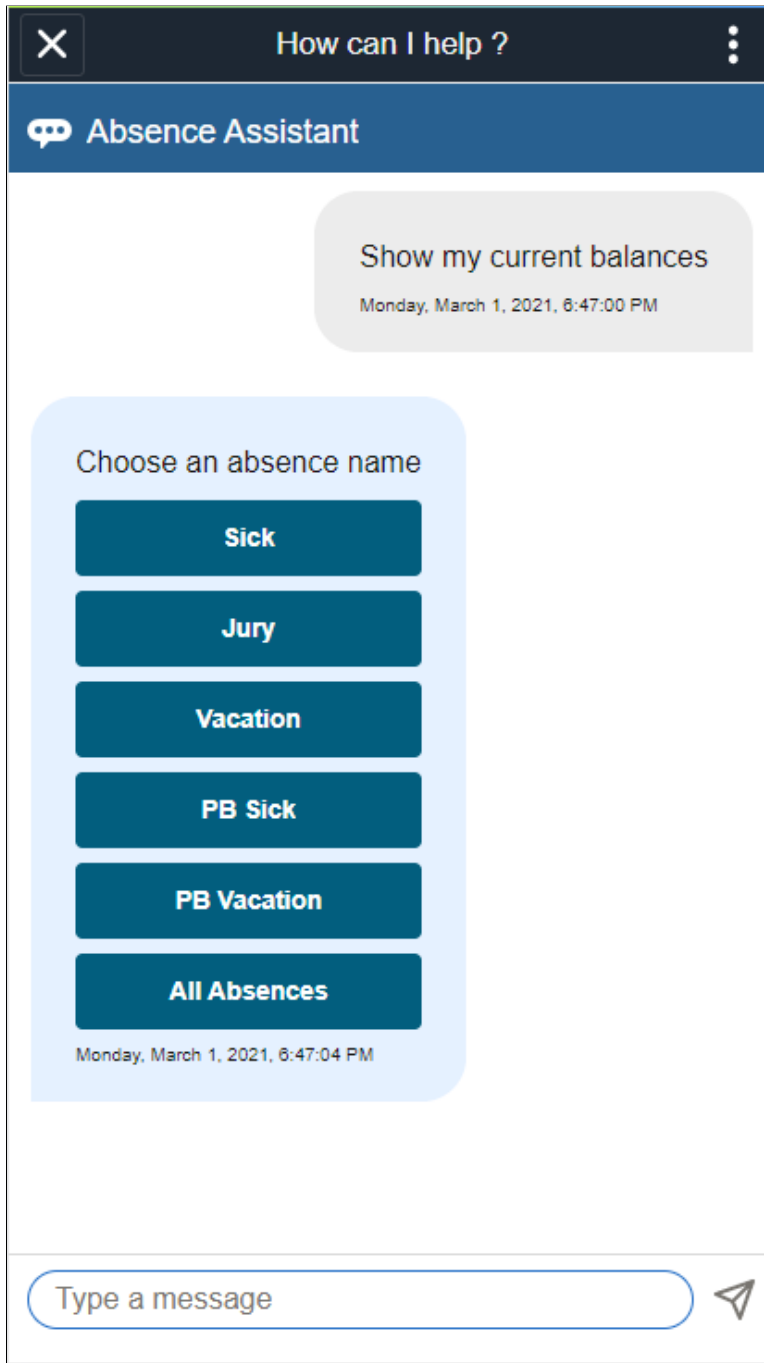 How can I help ?
Absence Assistant
Show my current balances
Monday, March 1, 2021, 6:47:00 PM
Choose an absence name
Sick
Jury
Vacation
PB Sick
PB Vacation
All Absences
Monday, March 1, 2021, 6:47:04 PM
Type a message